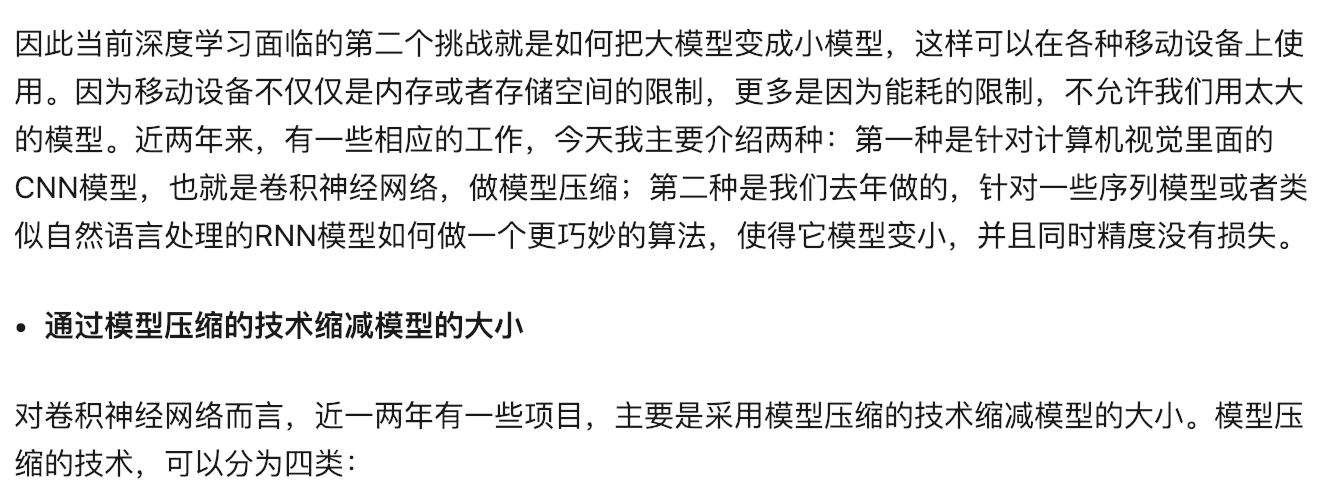 因此当前深度学习面临的第二个挑战就是如何把大模型变成小模型，这样可以在各种移动设备上使
用。因为移动设备不仅仅是内存或者存储空间的限制，更多是因为能耗的限制，不允许我们用太大
的模型。近两年来，有一些相应的工作，今天我主要介绍两种：第一种是针对计算机视觉里面的
CNN模型，也就是卷积神经网络，做模型压缩；第二种是我们去年做的，针对一些序列模型或者类
似自然语言处理的RNN模型如何做一个更巧妙的算法，使得它模型变小，并且同时精度没有损失。
• 通过模型压缩的技术缩减模型的大小
对卷积神经网络而言，近一两年有一些项目，主要是采用模型压缩的技术缩减模型的大小。模型压
缩的技术，可以分为四类：